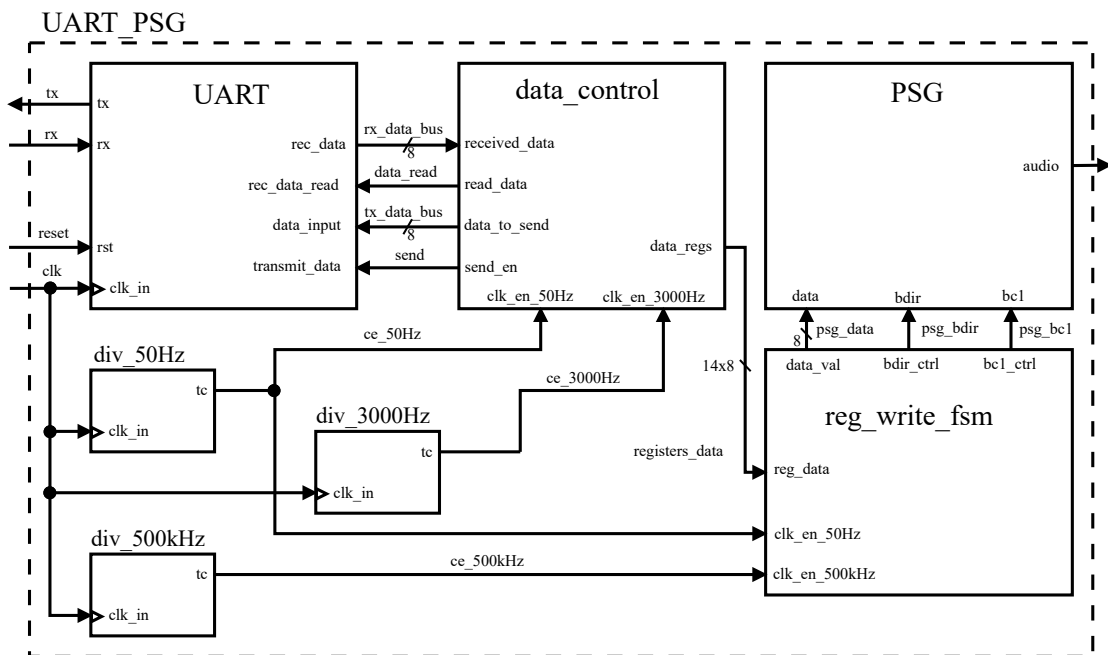 UART_PSG
UART
data_control
PSG
tx
tx
rx
rx
rec_data
rx_data_bus
8
received_data
audio
rec_data_read
data_read
read_data
data_input
tx_data_bus
8
data_to_send
reset
rst
data_regs
transmit_data
send
send_en
clk
clk_in
clk_en_50Hz
clk_en_3000Hz
data
bdir
bc1
ce_50Hz
8
psg_data
psg_bdir
psg_bc1
div_50Hz
14x8
data_val
bdir_ctrl
bc1_ctrl
tc
ce_3000Hz
div_3000Hz
reg_write_fsm
clk_in
tc
registers_data
reg_data
clk_in
div_500kHz
clk_en_50Hz
tc
ce_500kHz
clk_en_500kHz
clk_in